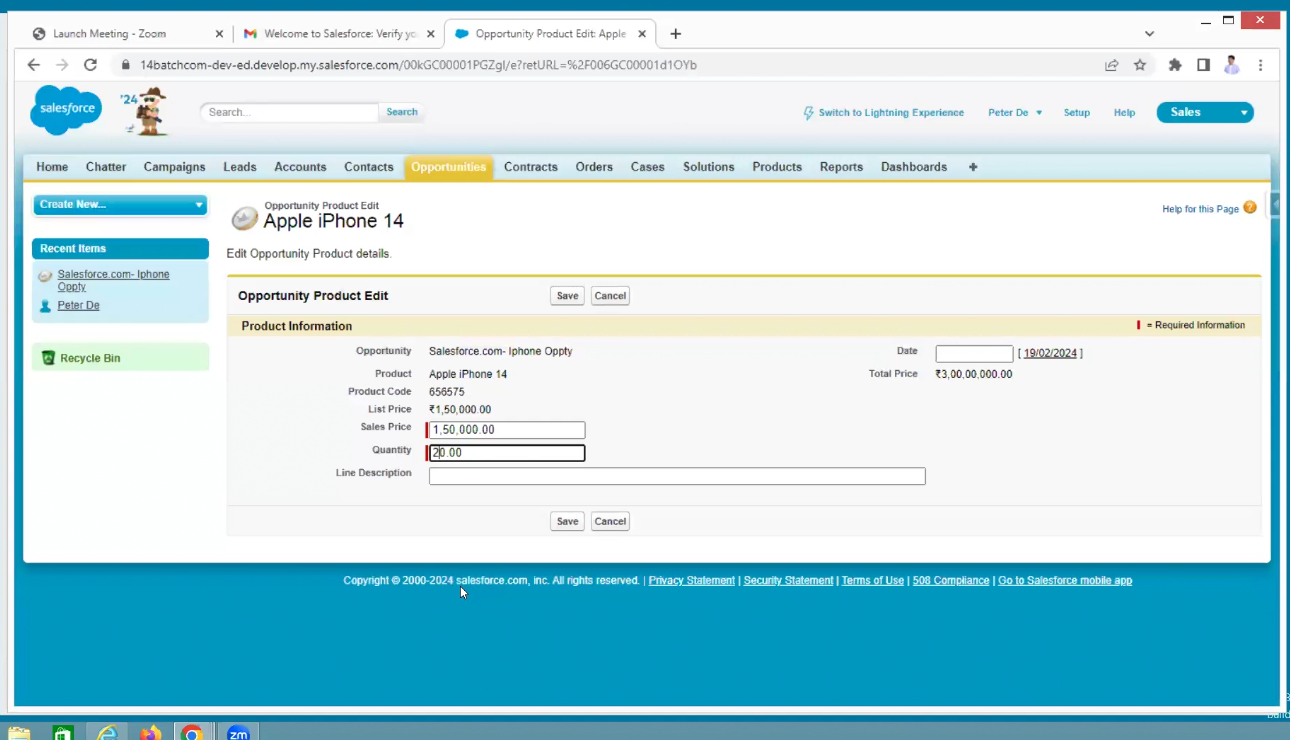 Launch Meeting - Zoom
Welcome to Salesforce: Verify yo
Opportunity Product Edit: Apple
14batchcom-dev-ed.develop.my.salesforce.com/00kGC00001PGZgl/e?retURL=%2F006GC00001d1OYb
salesforce
'24
Search...
Search
Switch to Lightning Experience
Peter De
Setup
Help
Sales
Home
Chatter
Campaigns
Leads
Accounts
Contacts
Opportunities
Contracts
Orders
Cases
Solutions
Products
Reports
Dashboards
Create New...
Recent Items
Salesforce.com- Iphone
Oppty
Peter De
Recycle Bin
Opportunity Product Edit
Apple iPhone 14
Help for this Page
Edit Opportunity Product details.
Opportunity Product Edit
Save
Cancel
Product Information
= Required Information
Opportunity Salesforce.com- Iphone Oppty
Date [ 19/02/2024 ]
Product Apple iPhone 14
Total Price ₹3,00,00,000.00
Product Code 656575
List Price ₹1,50,000.00
Sales Price 1,50,000.00
Quantity 20.00
Line Description
Save
Cancel
Copyright © 2000-2024 salesforce.com, inc. All rights reserved. | Privacy Statement | Security Statement | Terms of Use | 508 Compliance | Go to Salesforce mobile app
zm